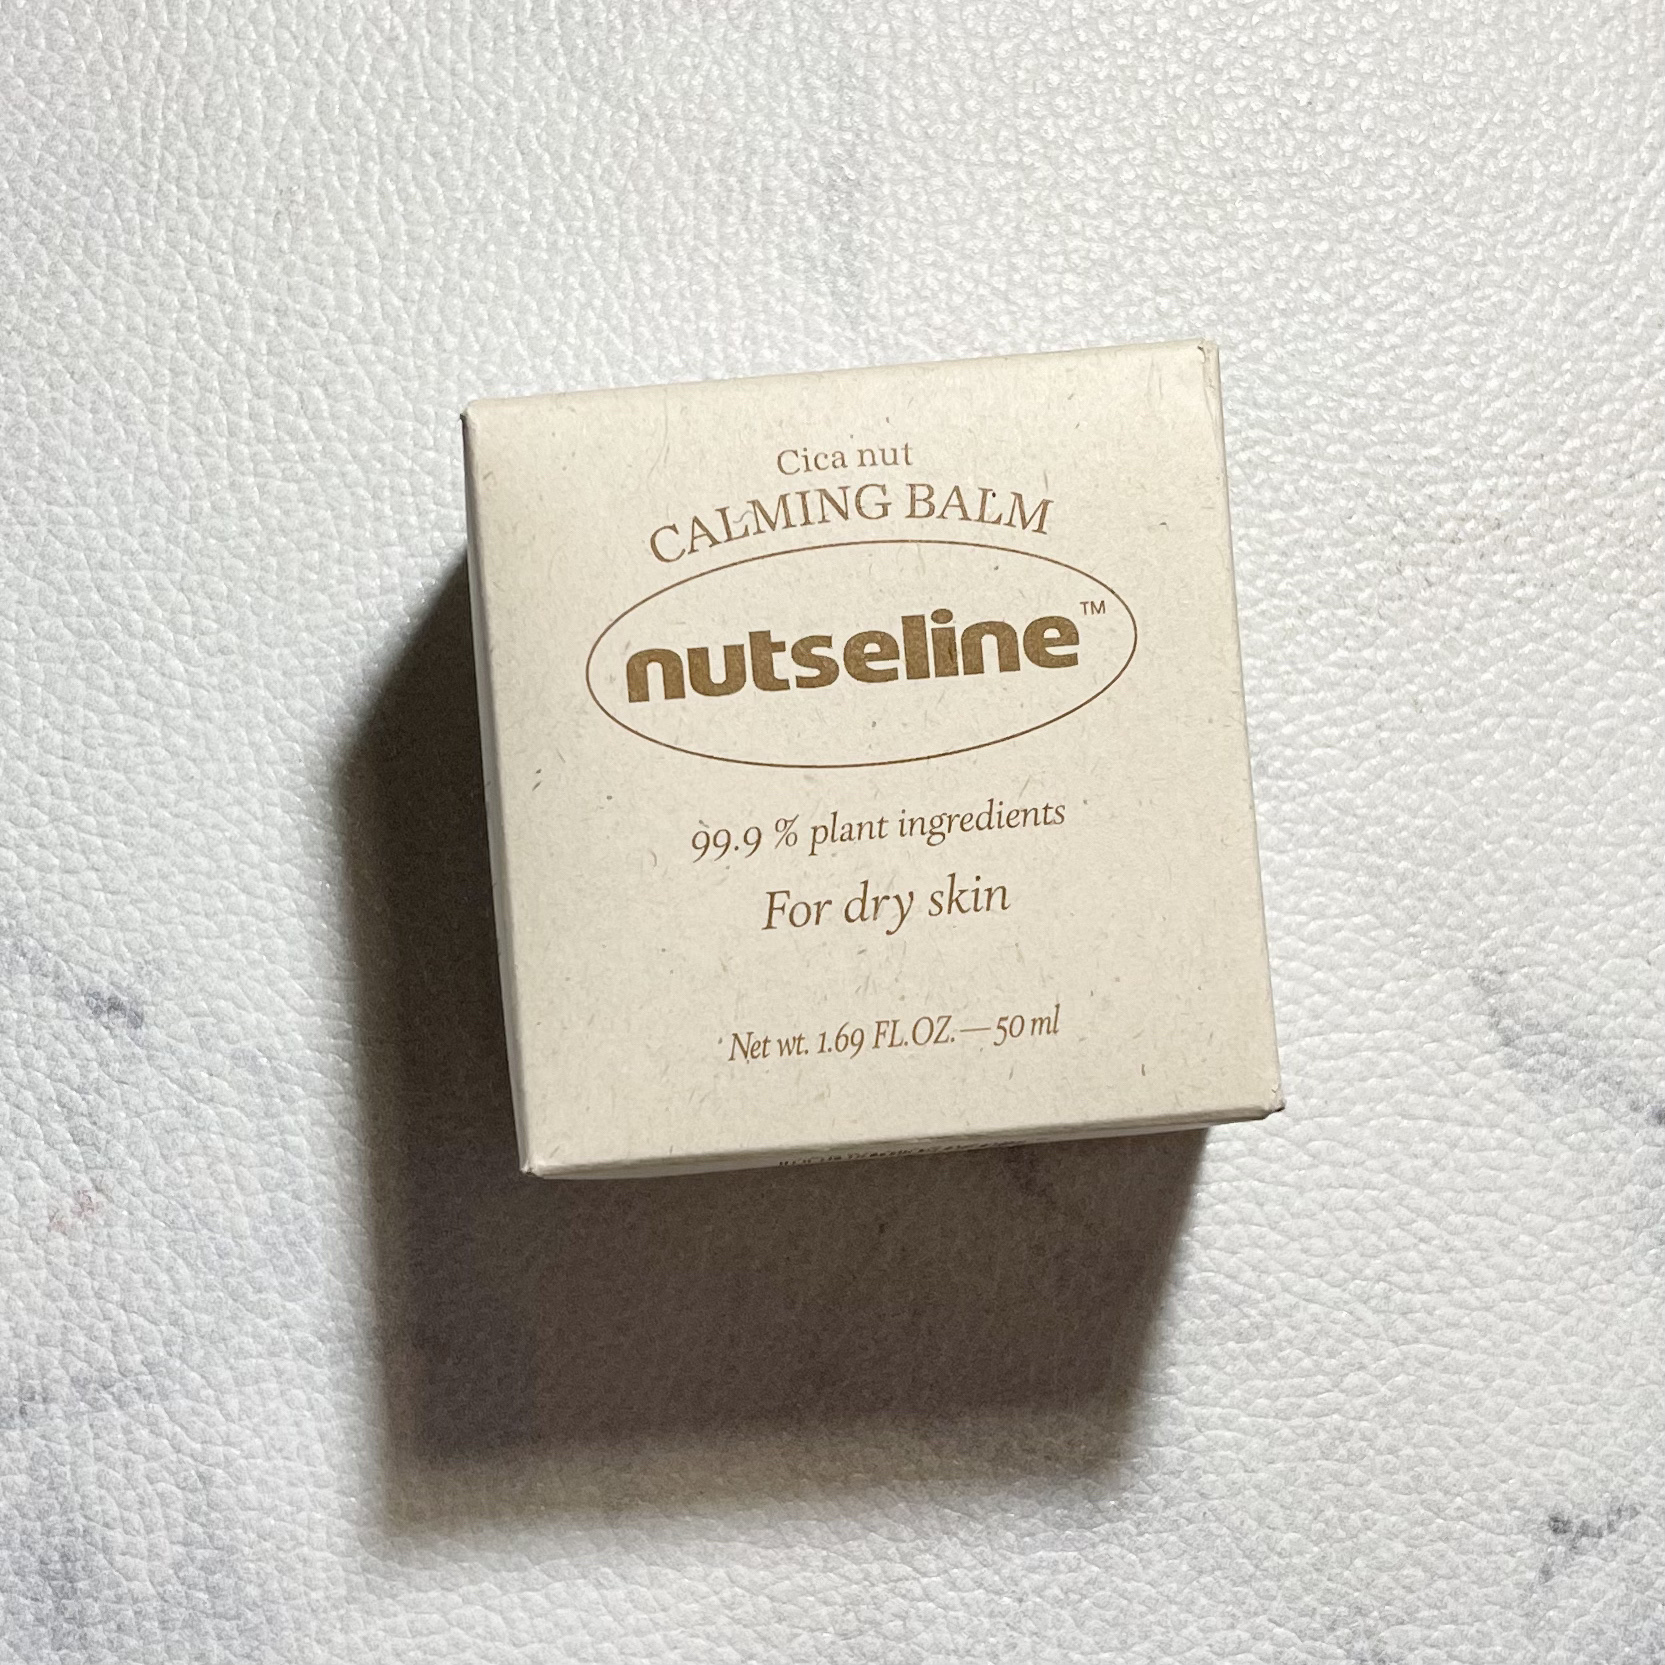 Cica nut
CALMING BALM
nutseline™
99.9 % plant ingredients
For dry skin
Net wt. 1.69 FL.OZ.—50 ml